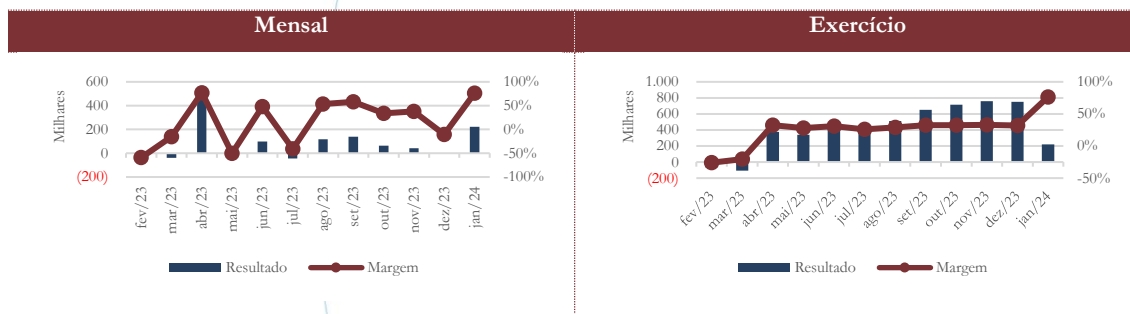 Mensal
Exercício
Milhares
600
400
200
0
(200)
100%
50%
0%
-50%
-100%
fev/23
mar/23
abr/23
mai/23
jun/23
jul/23
ago/23
set/23
out/23
nov/23
dez/23
jan/24
Resultado
Margem
Milhares
1.000
800
600
400
200
0
(200)
100%
50%
0%
-50%
fev/23
mar/23
abr/23
mai/23
jun/23
jul/23
ago/23
set/23
out/23
nov/23
dez/23
jan/24
Resultado
Margem